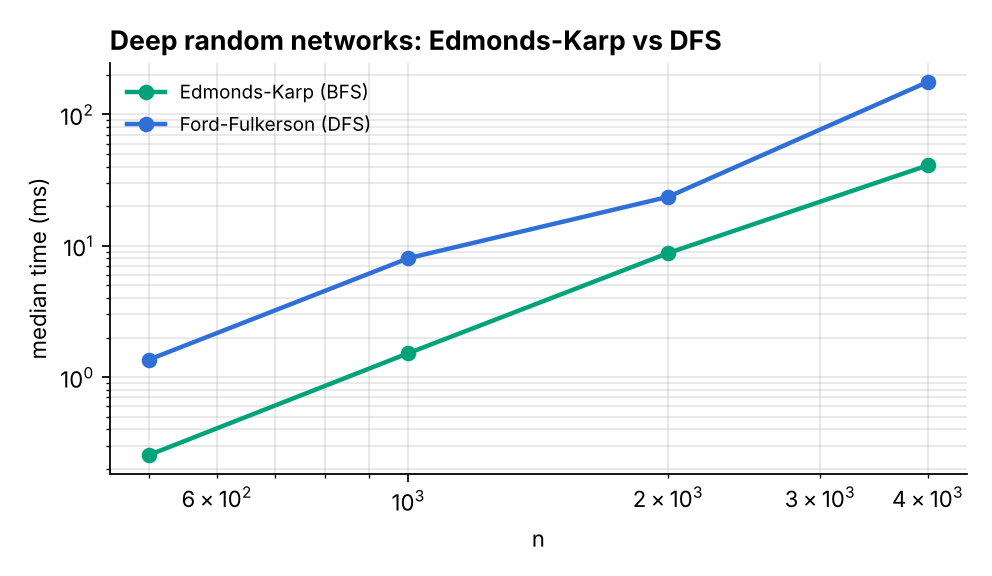 Deep random networks: Edmonds-Karp vs DFS
Edmonds-Karp (BFS)
Ford-Fulkerson (DFS)
10²
10¹
10⁰
median time (ms)
6 × 10² 10³ 2 × 10³ 3 × 10³ 4 × 10³
n